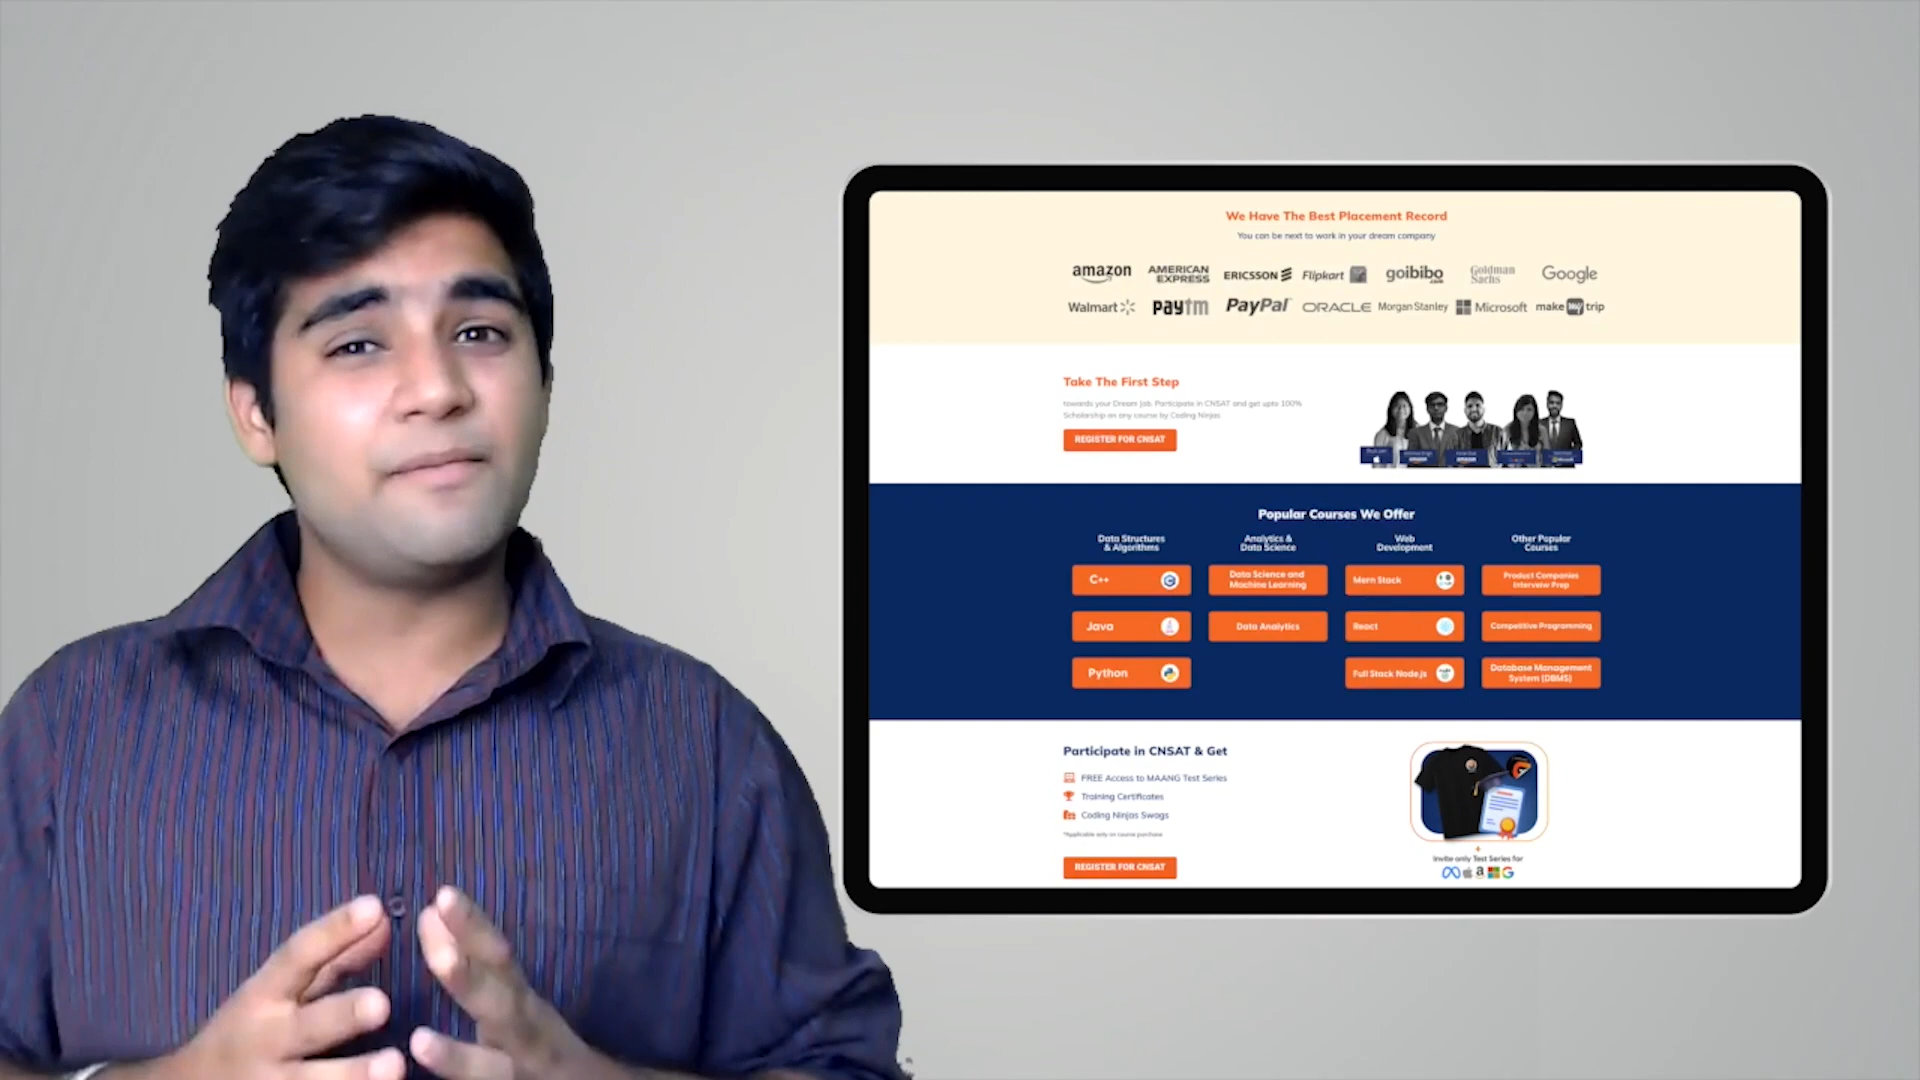 We Have The Best Placement Record
You can be next to work in your dream company
amazon AMERICAN EXPRESS ERICSSON Flipkart goibibo.com Goldman Sachs Google
Walmart paytm PayPal ORACLE Morgan Stanley Microsoft make my trip
Take The First Step
towards your Dream Job. Participate in CNSAT and get upto 100%
Scholarship on any course by Coding Ninjas
REGISTER FOR CNSAT
Popular Courses We Offer
Data Structures
& Algorithms
Analytics &
Data Science
Web
Development
Other Popular
Courses
C++
Data Science and
Machine Learning
Mern Stack
Product Companies
Interveiw Prep
Java
Data Analytics
React
Competitive Programming
Python
Full Stack Node.js
Database Management
System (DBMS)
Participate in CNSAT & Get
FREE Access to MAANG Test Series
Training Certificates
Coding Ninjas Swags
*Applicable only on course purchase
REGISTER FOR CNSAT
+
Invite only Test Series for